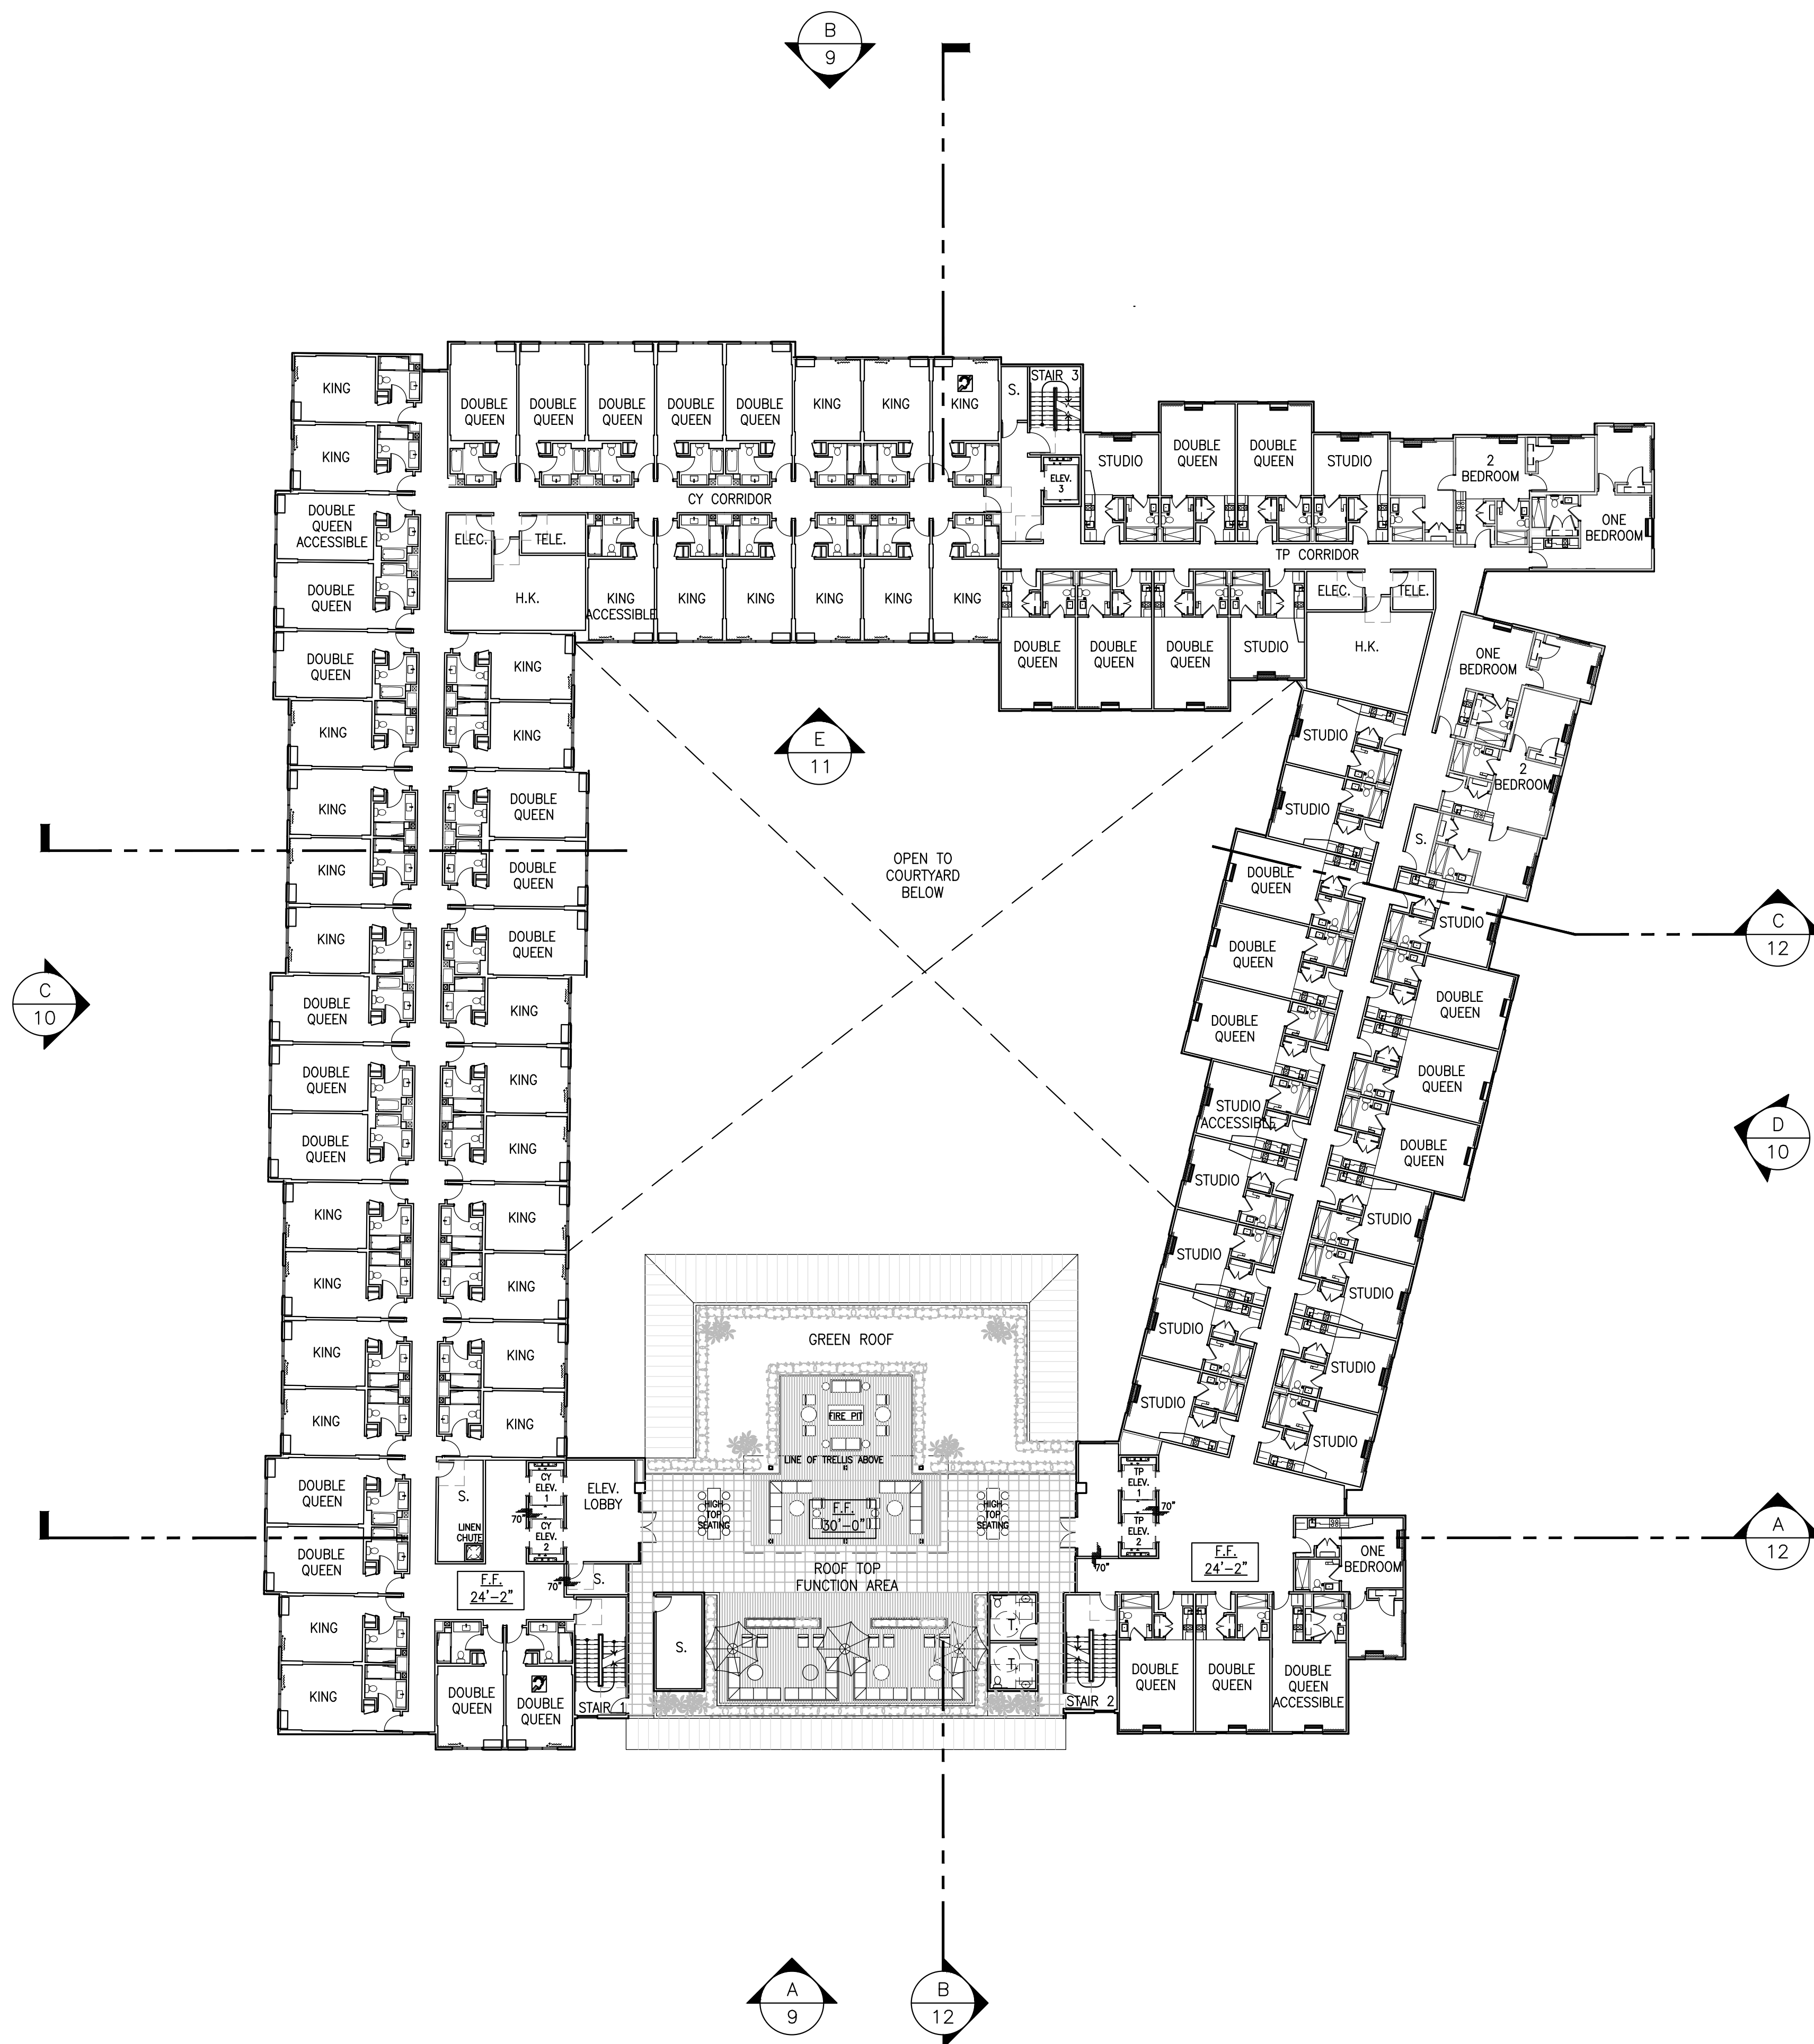 B
9
KING
KING
DOUBLE
QUEEN
ACCESSIBLE
DOUBLE
QUEEN
DOUBLE
QUEEN
KING
KING
KING
KING
DOUBLE
QUEEN
DOUBLE
QUEEN
DOUBLE
QUEEN
KING
KING
KING
KING
DOUBLE
QUEEN
DOUBLE
QUEEN
KING
KING
DOUBLE
QUEEN
DOUBLE
QUEEN
DOUBLE
QUEEN
DOUBLE
QUEEN
DOUBLE
QUEEN
KING
KING
KING
S.
STAIR 3
ELEV.
3
CY CORRIDOR
ELEC.
TELE.
H.K.
KING
ACCESSIBLE
KING
KING
KING
KING
KING
KING
KING
DOUBLE
QUEEN
DOUBLE
QUEEN
DOUBLE
QUEEN
KING
KING
KING
KING
KING
KING
KING
STUDIO
DOUBLE
QUEEN
DOUBLE
QUEEN
STUDIO
2
BEDROOM
ONE
BEDROOM
TP CORRIDOR
DOUBLE
QUEEN
DOUBLE
QUEEN
DOUBLE
QUEEN
STUDIO
ELEC.
TELE.
H.K.
ONE
BEDROOM
2
BEDROOM
S.
STUDIO
STUDIO
DOUBLE
QUEEN
DOUBLE
QUEEN
DOUBLE
QUEEN
STUDIO
ACCESSIBLE
STUDIO
STUDIO
STUDIO
STUDIO
STUDIO
DOUBLE
QUEEN
DOUBLE
QUEEN
DOUBLE
QUEEN
STUDIO
STUDIO
STUDIO
STUDIO
E
11
OPEN TO
COURTYARD
BELOW
C
12
C
10
D
10
GREEN ROOF
FIRE PIT
LINE OF TRELLIS ABOVE
HIGH
TOP
SEATING
F.F.
30'-0"
HIGH
TOP
SEATING
ROOF TOP
FUNCTION AREA
S.
LINEN
CHUTE
CY
ELEV.
1
70"
CY
ELEV.
2
ELEV.
LOBBY
70"
S.
F.F.
24'-2"
DOUBLE
QUEEN
DOUBLE
QUEEN
STAIR 1
S.
T
T
TP
ELEV.
1
70"
TP
ELEV.
2
70"
F.F.
24'-2"
ONE
BEDROOM
STAIR 2
DOUBLE
QUEEN
DOUBLE
QUEEN
DOUBLE
QUEEN
ACCESSIBLE
A
12
A
9
B
12